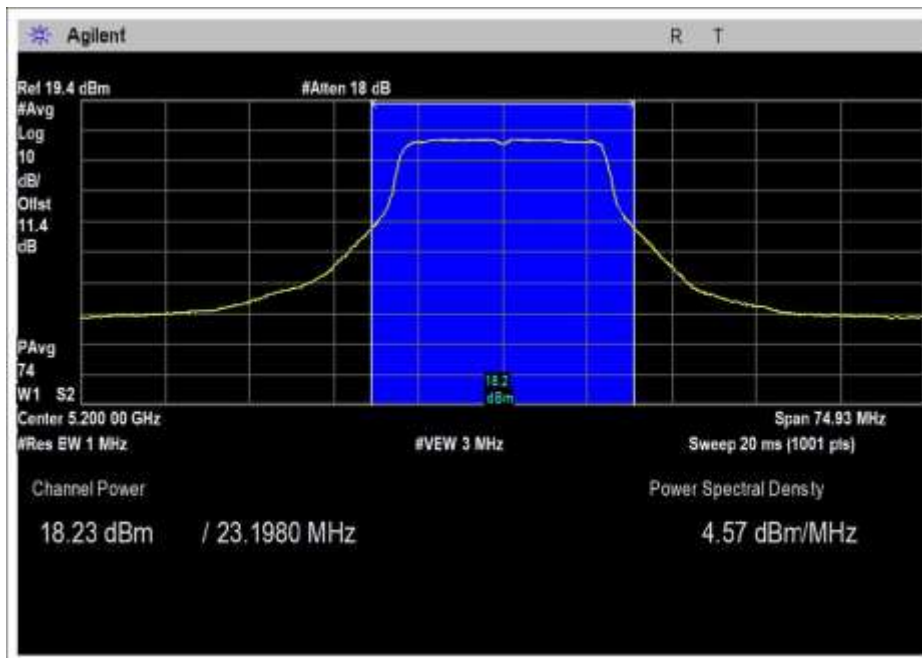 Agilent
R T
Ref 19.4 dBm #Atten 18 dB
#Avg
Log
10
dB/
Offst
11.4
dB
PAvg
74
W1 S2
18.2
dBm
Center 5.200 00 GHz Span 74.93 MHz
#Res BW 1 MHz #VBW 3 MHz Sweep 20 ms (1001 pts)
Channel Power Power Spectral Density
18.23 dBm / 23.1980 MHz 4.57 dBm/MHz